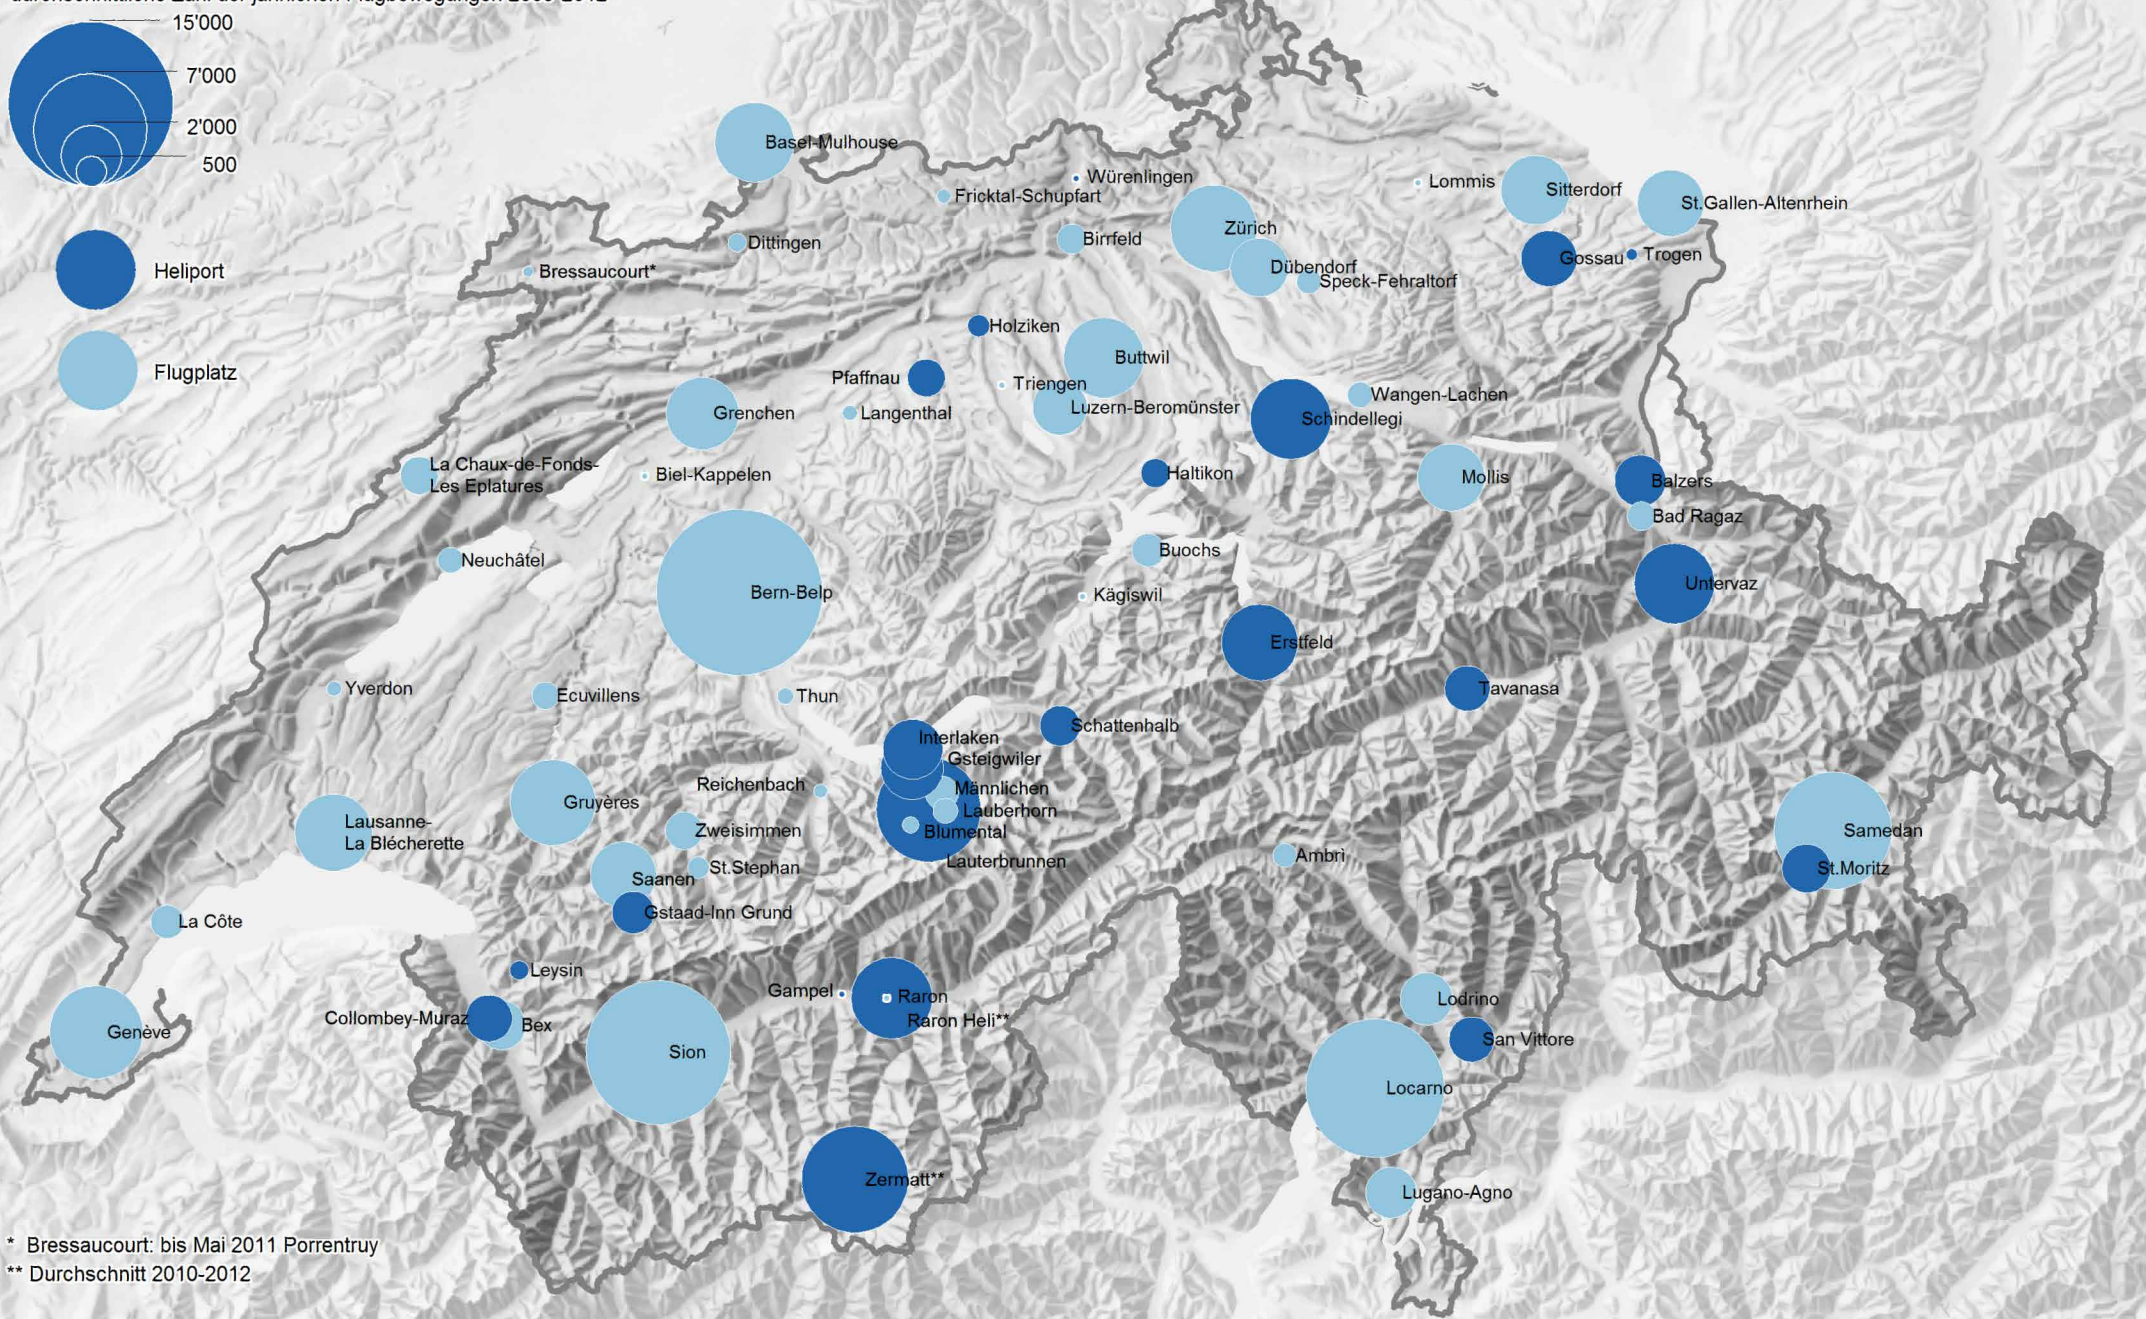 15'000
7'000
2'000
500
Heliport
Flugplatz
Basel-Mulhouse
Würenlingen
Fricktal-Schupfart
Lommis
Sitterdorf
St.Gallen-Altenrhein
Zürich
Birrfeld
Dittingen
Bressaucourt*
Dübendorf
Speck-Fehraltorf
Gossau
Trogen
Holziken
Buttwil
Pfaffnau
Triengen
Langenthal
Luzern-Beromünster
Wangen-Lachen
Grenchen
Schindellegi
La Chaux-de-Fonds-
Les Eplatures
Biel-Kappelen
Haltikon
Mollis
Balzers
Bad Ragaz
Neuchâtel
Buochs
Bern-Belp
Kägiswil
Untervaz
Erstfeld
Yverdon
Ecuvillens
Thun
Tavanasa
Schattenhalb
Interlaken
Gsteigwiler
Reichenbach
Männlichen
Lauberhorn
Blumental
Lauterbrunnen
Gruyères
Lausanne-
La Blécherette
Zweisimmen
St.Stephan
Saanen
Gstaad-Inn Grund
Ambri
Samedan
St.Moritz
La Côte
Leysin
Gampel
Raron
Raron Heli**
Collombey-Muraz
Bex
Genève
Sion
Lodrino
San Vittore
Locarno
Zermatt**
Lugano-Agno
* Bressaucourt: bis Mai 2011 Porrentruy
** Durchschnitt 2010-2012